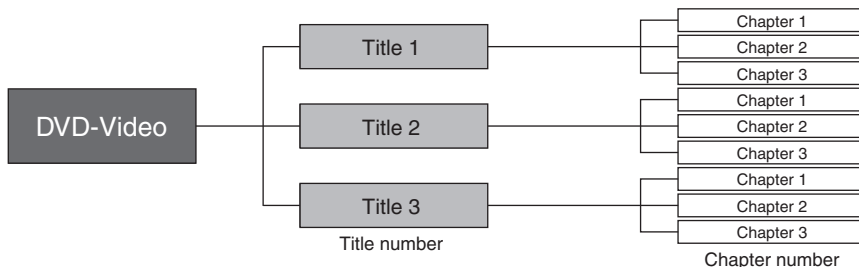 DVD-Video
Title 1
Chapter 1
Chapter 2
Chapter 3
Title 2
Chapter 1
Chapter 2
Chapter 3
Title 3
Chapter 1
Chapter 2
Chapter 3
Title number
Chapter number